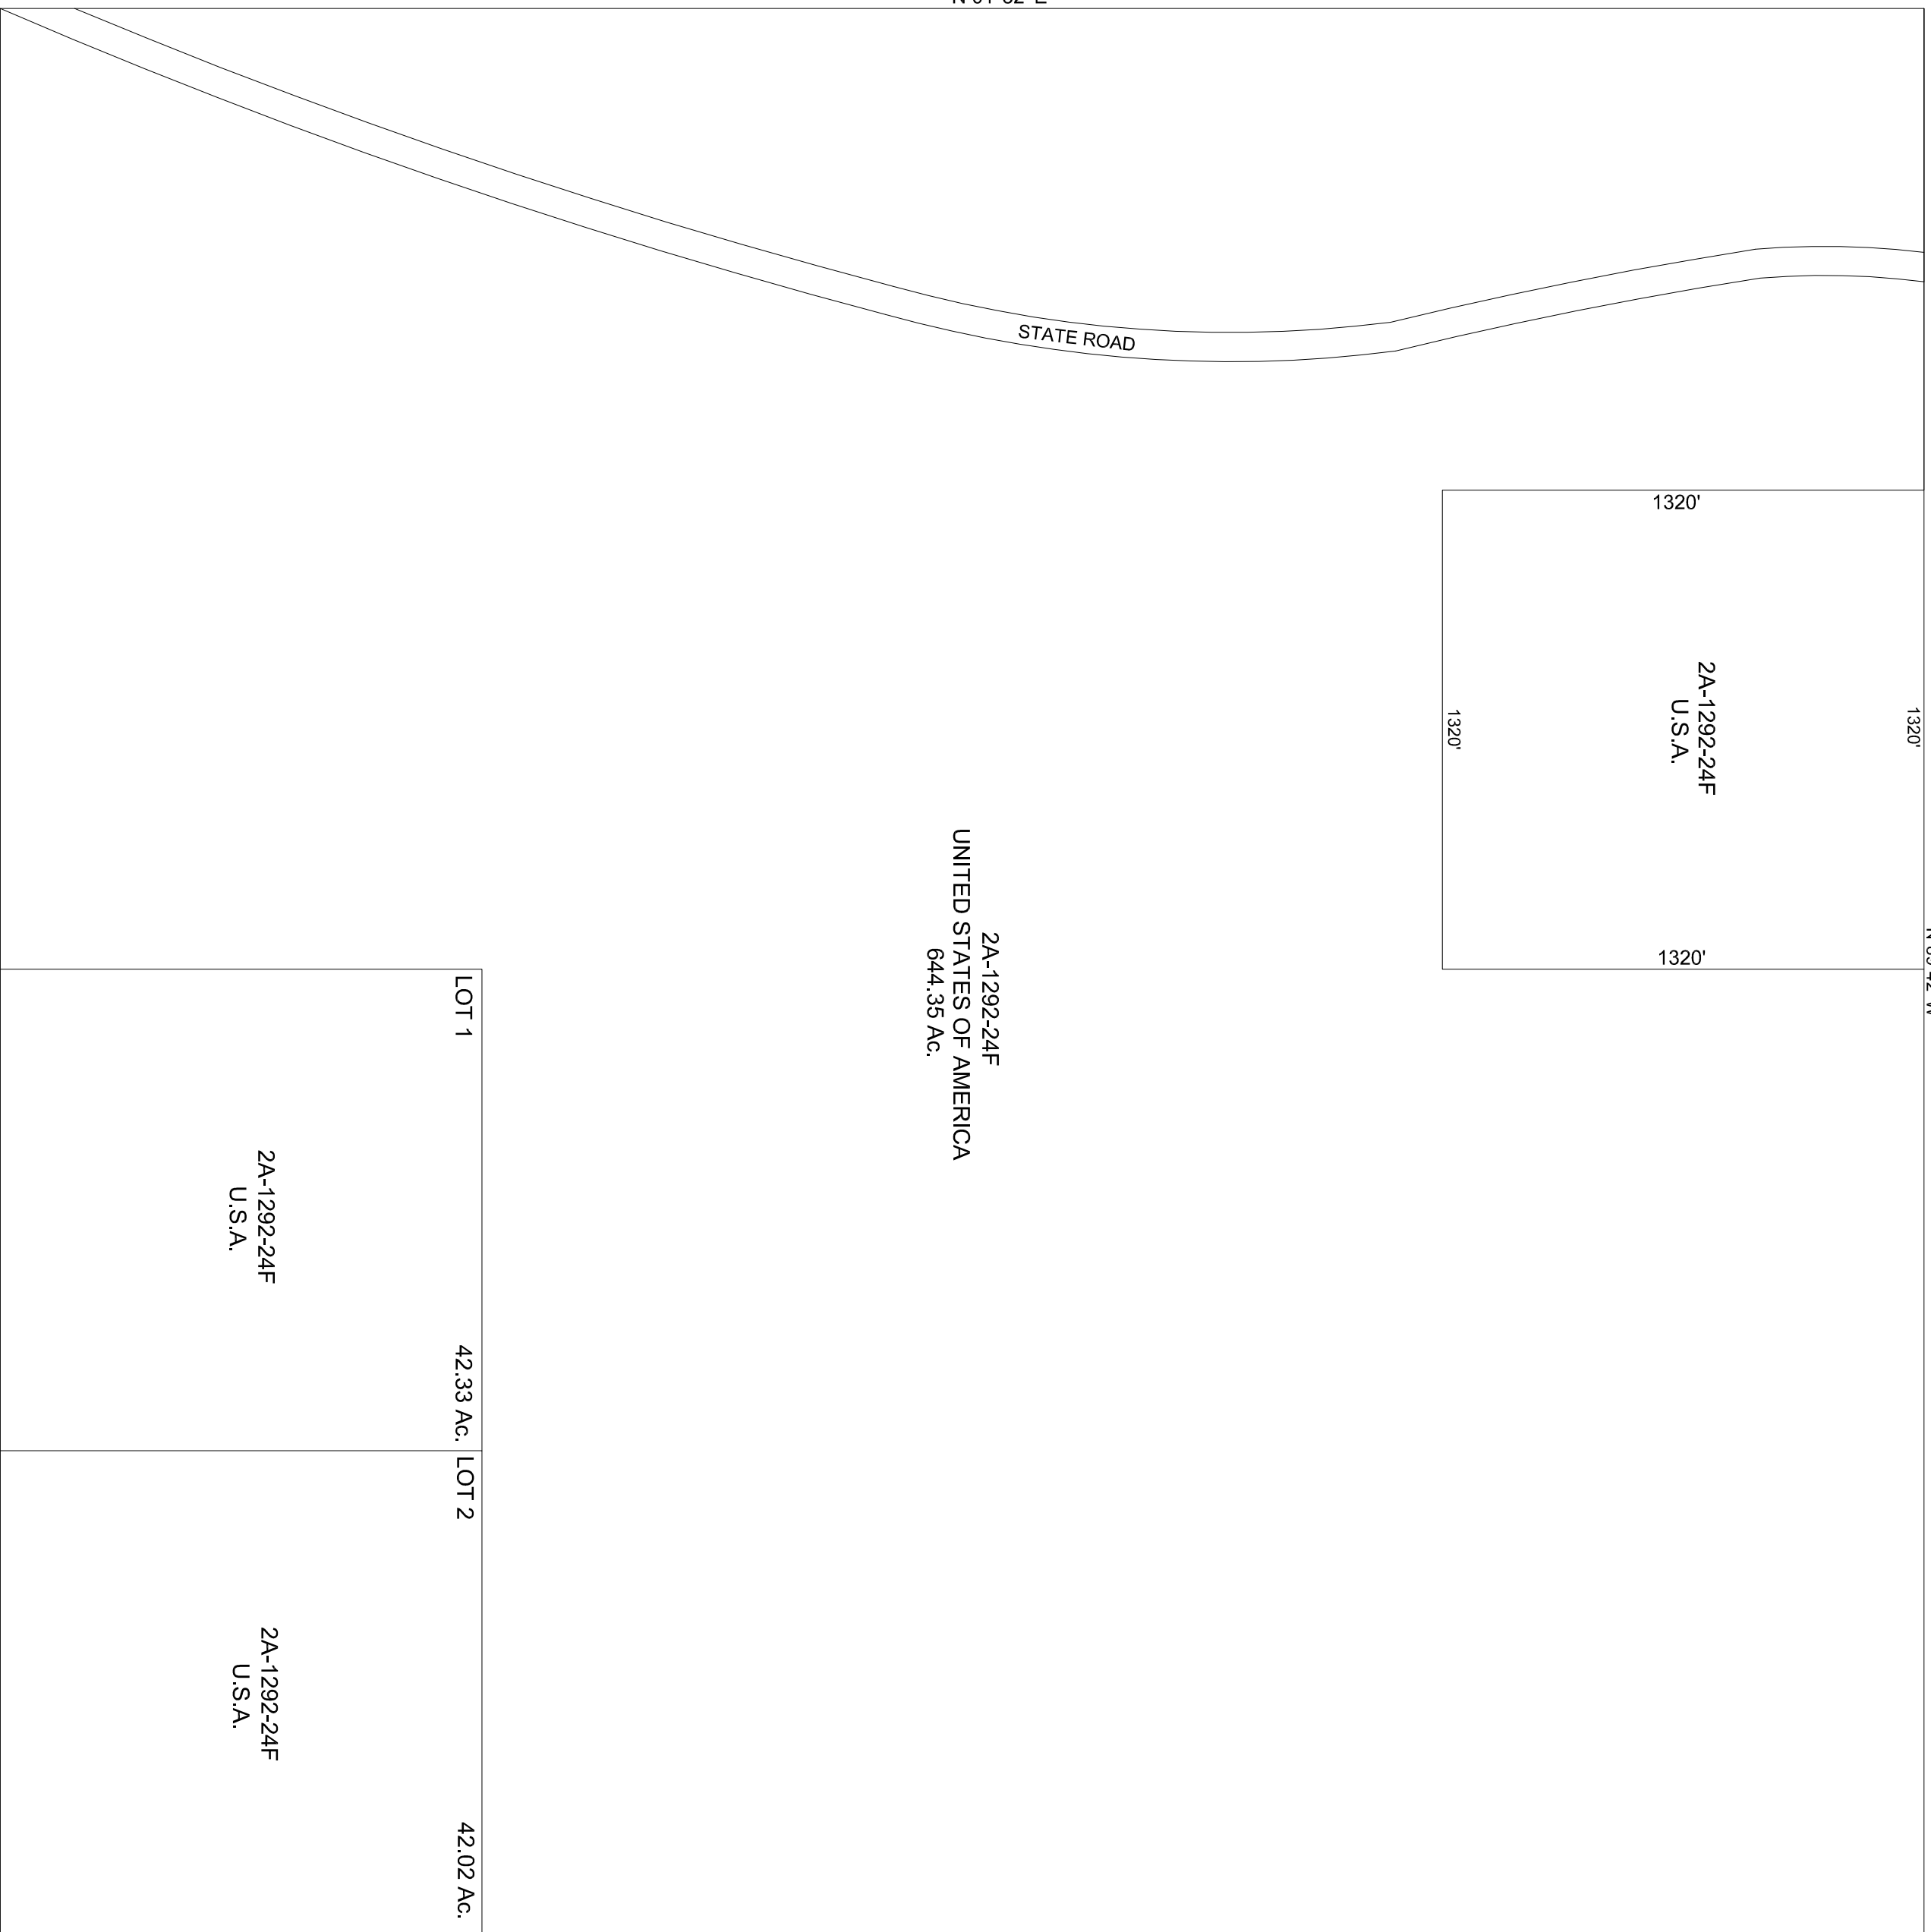 STATE ROAD
1320'
1320'
1320'
1320'
2A-1292-24F
U.S.A.
2A-1292-24F
UNITED STATES OF AMERICA
644.35 Ac.
LOT 1
2A-1292-24F
U.S.A.
42.33 Ac.
LOT 2
2A-1292-24F
U.S.A.
42.02 Ac.